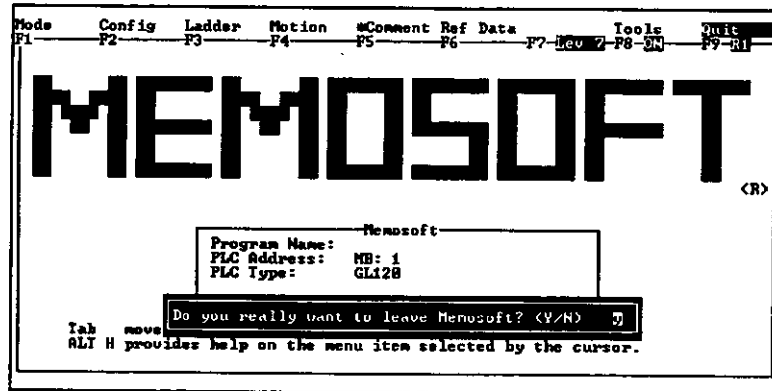 Mode Config Ladder Motion *Comment Ref Data Tools Quit
F1 F2 F3 F4 F5 F6 F7-Lev 7-F8-ON F9-R1
MEMOSOFT
<R>
Memosoft
Program Name:
PLC Address: MB: 1
PLC Type: GL120
Do you really want to leave Memosoft? <Y/N> y
Tab move
ALT H provides help on the menu item selected by the cursor.